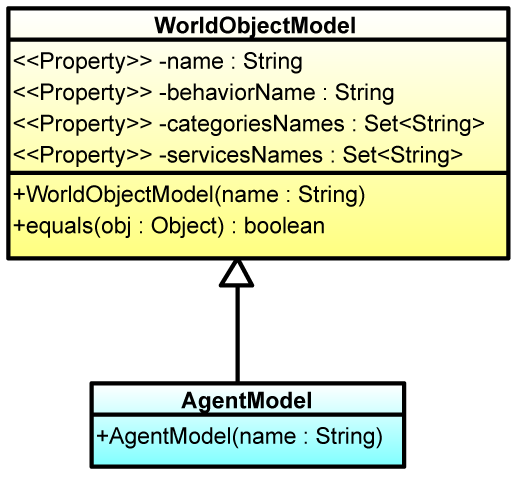 WorldObjectModel
<<Property>> -name : String
<<Property>> -behaviorName : String
<<Property>> -categoriesNames : Set<String>
<<Property>> -servicesNames : Set<String>
+WorldObjectModel(name : String)
+equals(obj : Object) : boolean
AgentModel
+AgentModel(name : String)